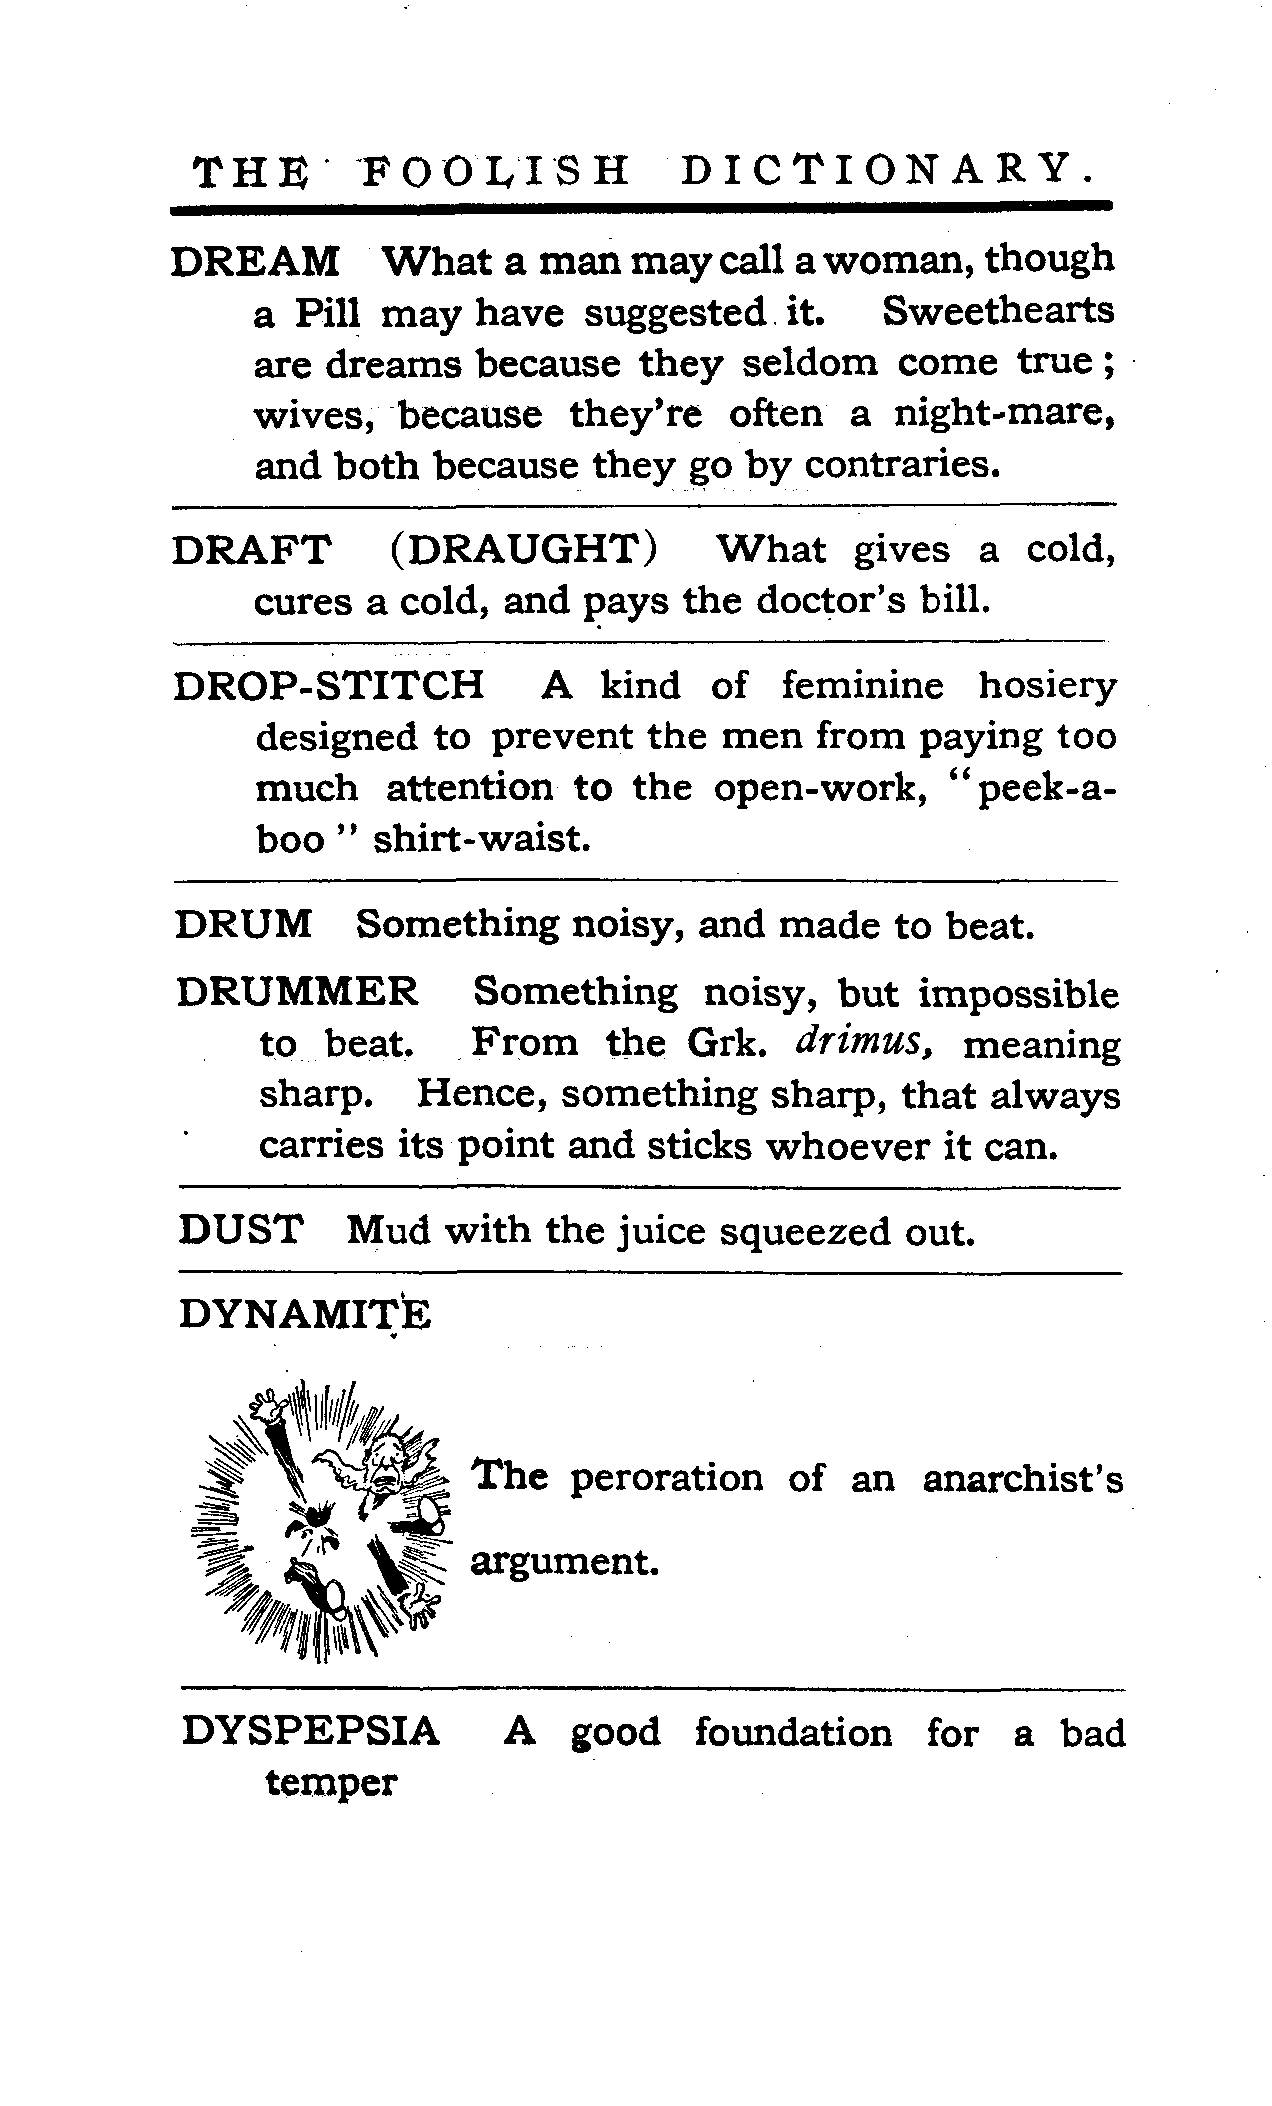 THE FOOLISH DICTIONARY.
DREAM What a man may call a woman, though
a Pill may have suggested it. Sweethearts
are dreams because they seldom come true;
wives, because they're often a night-mare,
and both because they go by contraries.
DRAFT (DRAUGHT) What gives a cold,
cures a cold, and pays the doctor's bill.
DROP-STITCH A kind of feminine hosiery
designed to prevent the men from paying too
much attention to the open-work, "peek-a-
boo" shirt-waist.
DRUM Something noisy, and made to beat.
DRUMMER Something noisy, but impossible
to beat. From the Grk. drimus, meaning
sharp. Hence, something sharp, that always
carries its point and sticks whoever it can.
DUST Mud with the juice squeezed out.
DYNAMITE
The peroration of an anarchist's
argument.
DYSPEPSIA A good foundation for a bad
temper